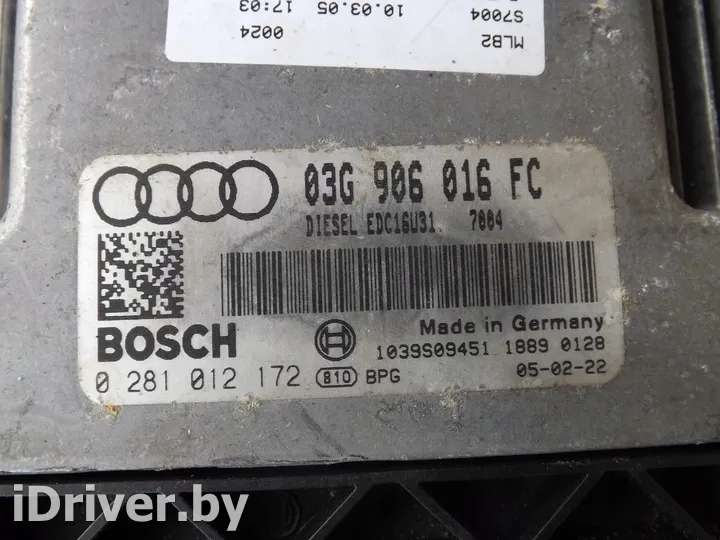 MLB2 S7004
0024 10.03.05 17:03
03G 906 016 FC
DIESEL EDC16U31 7004
BOSCH
Made in Germany
1039S09451 1889 0128
0 281 012 172 810 BPG 05-02-22
iDriver.by